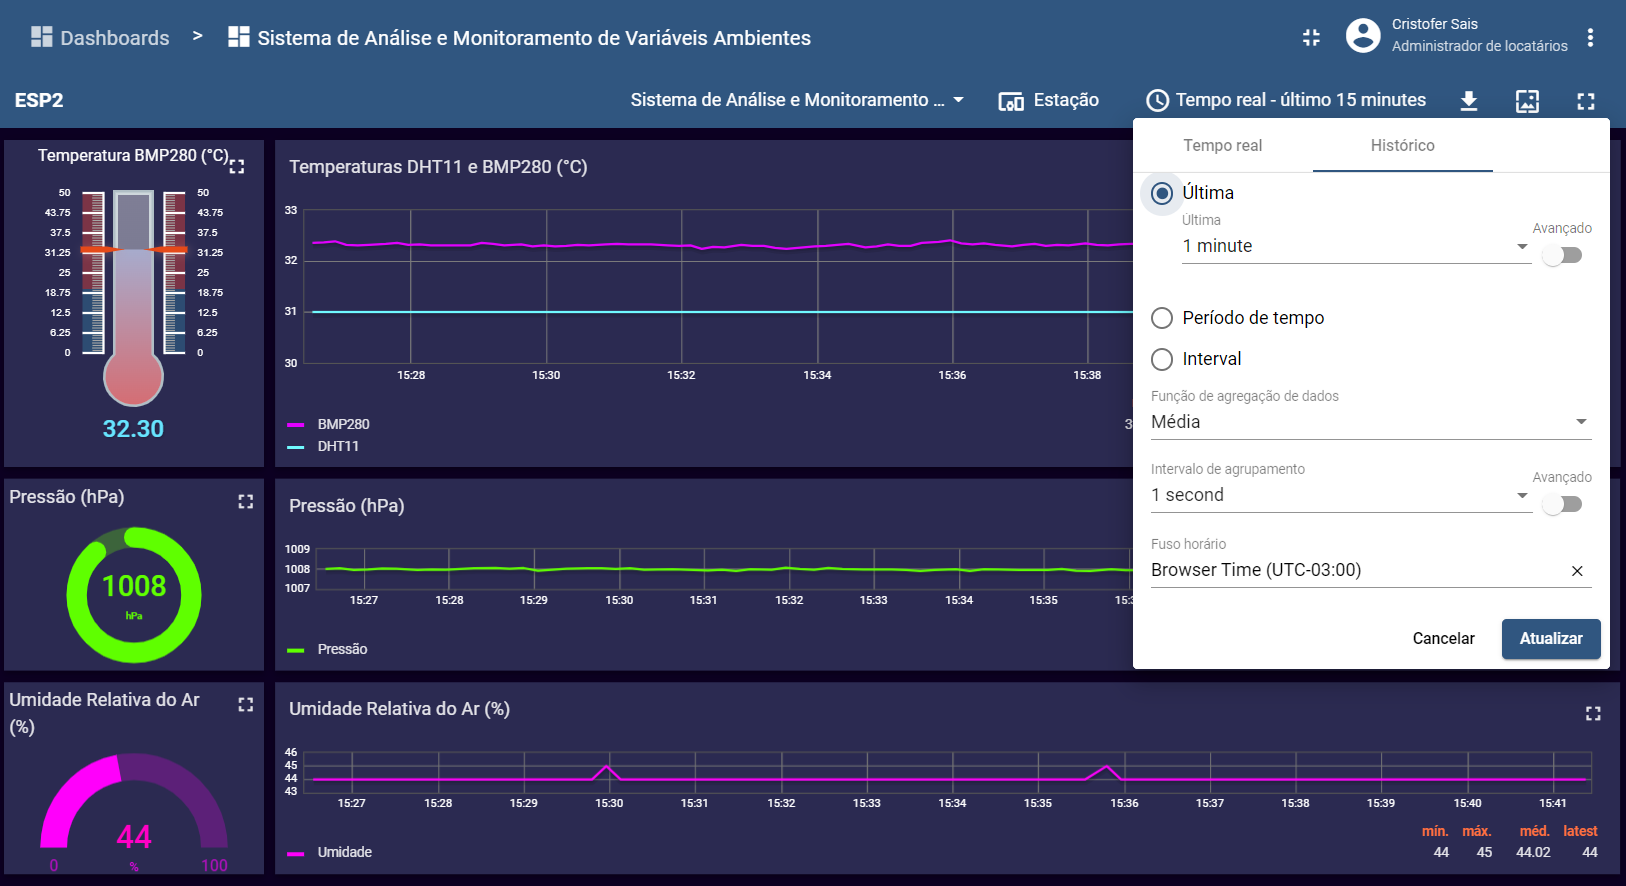 Dashboards > Sistema de Análise e Monitoramento de Variáveis Ambientes
Cristofer Sais
Administrador de locatários
ESP2
Sistema de Análise e Monitoramento ...
Estação
Tempo real - último 15 minutes
Temperatura BMP280 (°C)
50 50
43.75 43.75
37.5 37.5
31.25 31.25
25 25
18.75 18.75
12.5 12.5
6.25 6.25
0 0
32.30
Temperaturas DHT11 e BMP280 (°C)
33
32
31
30
15:28 15:30 15:32 15:34 15:36 15:38
BMP280
3
DHT11
Tempo real Histórico
Última
Última
1 minute
Avançado
Período de tempo
Interval
Função de agregação de dados
Média
Intervalo de agrupamento
1 second
Avançado
Fuso horário
Browser Time (UTC-03:00)
Cancelar Atualizar
Pressão (hPa)
1008
hPa
Pressão (hPa)
1009
1008
1007
15:27 15:28 15:29 15:30 15:31 15:32 15:33 15:34 15:35
Pressão
Umidade Relativa do Ar
(%)
44
0 % 100
Umidade Relativa do Ar (%)
46
45
44
43
15:27 15:28 15:29 15:30 15:31 15:32 15:33 15:34 15:35 15:36 15:37 15:38 15:39 15:40 15:41
mín. máx. méd. latest
Umidade 44 45 44.02 44